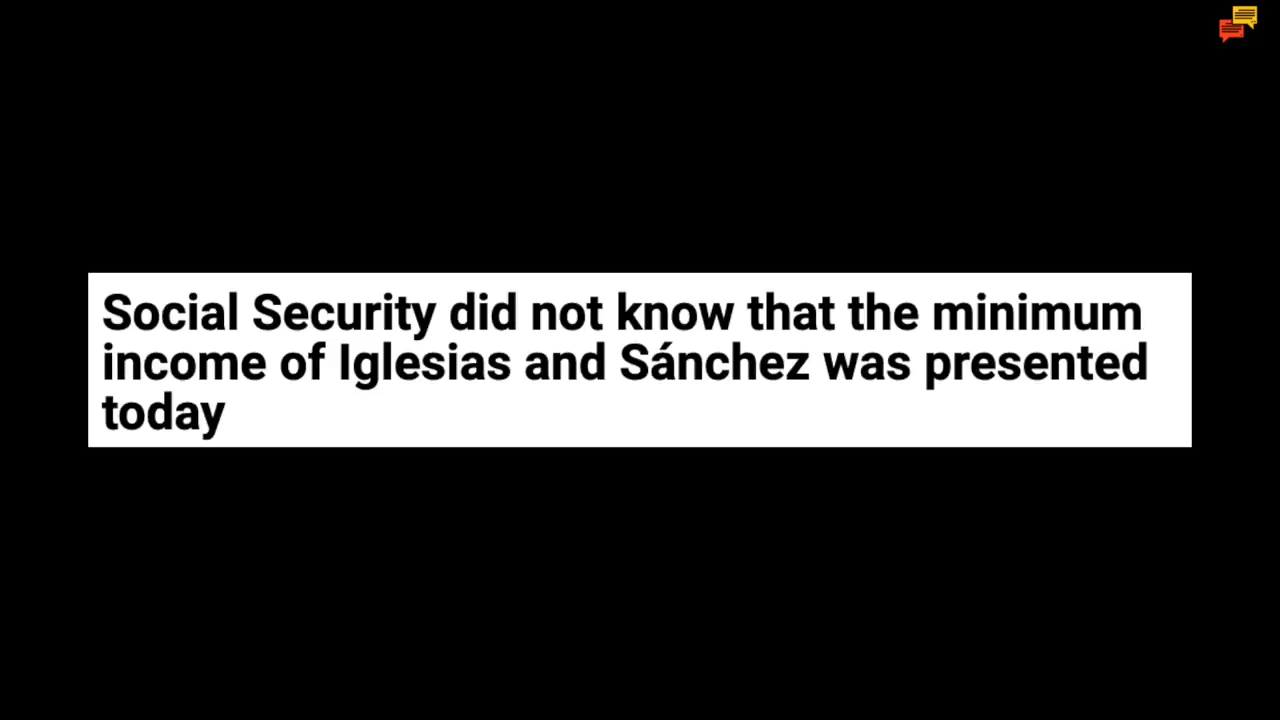 Social Security did not know that the minimum
income of Iglesias and Sánchez was presented
today